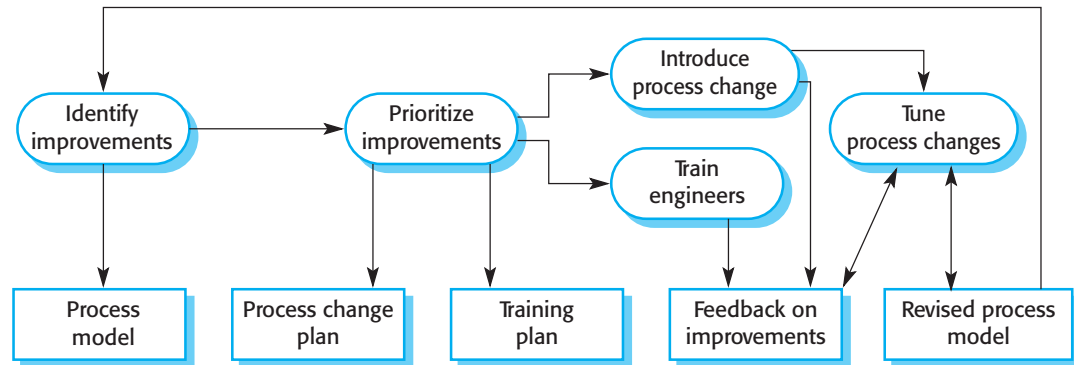 Introduce
process change
Identify
improvements
Prioritize
improvements
Tune
process changes
Train
engineers
Process
model
Process change
plan
Training
plan
Feedback on
improvements
Revised process
model